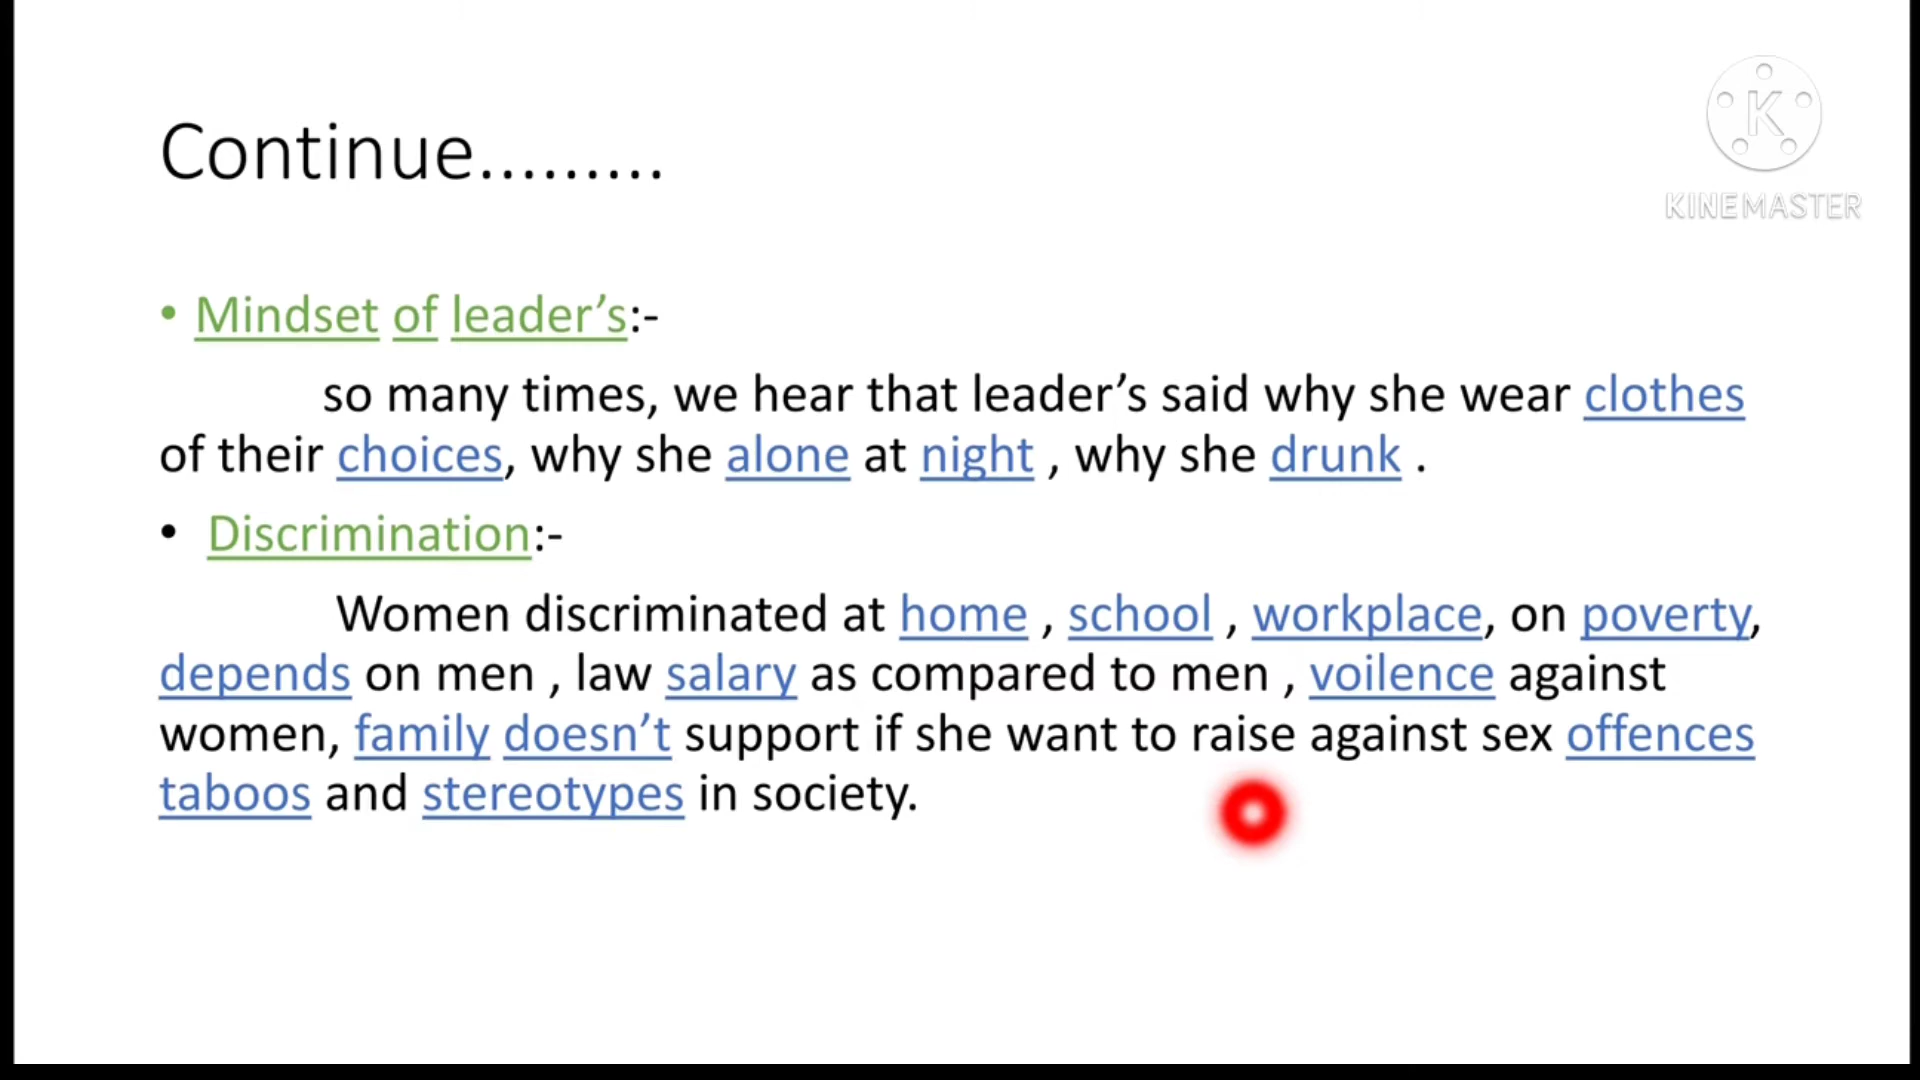 Continue.........
K
KINEMASTER
• Mindset of leader’s:-
so many times, we hear that leader’s said why she wear clothes
of their choices, why she alone at night , why she drunk .
• Discrimination:-
Women discriminated at home , school , workplace, on poverty,
depends on men , law salary as compared to men , voilence against
women, family doesn’t support if she want to raise against sex offences
taboos and stereotypes in society.